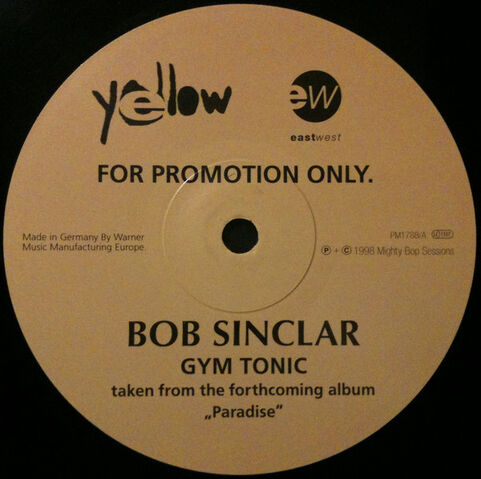 yellow
ew
eastwest
FOR PROMOTION ONLY.
Made in Germany By Warner
Music Manufacturing Europe.
PM1788/A
℗ + © 1998 Mighty Bop Sessions
BOB SINCLAR
GYM TONIC
taken from the forthcoming album
„Paradise”